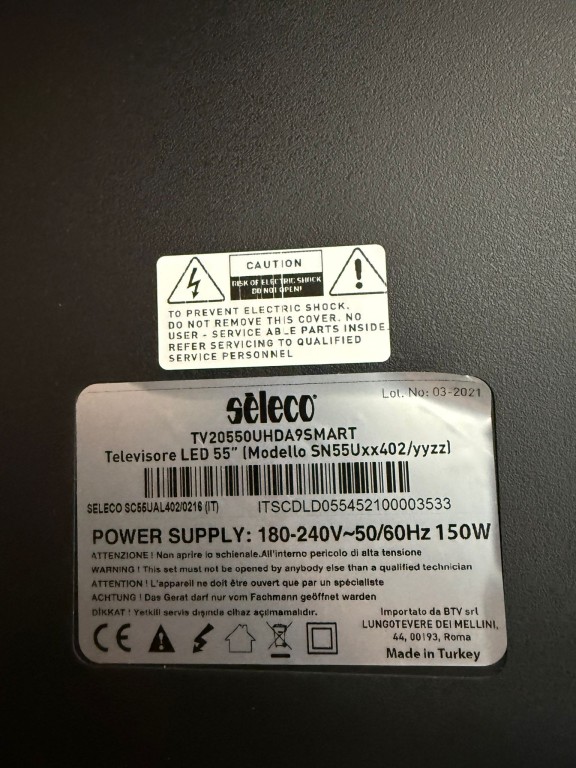 CAUTION
RISK OF ELECTRIC SHOCK
DO NOT OPEN!
TO PREVENT ELECTRIC SHOCK.
DO NOT REMOVE THIS COVER. NO
USER - SERVICE ABLE PARTS INSIDE.
REFER SERVICING TO QUALIFIED
SERVICE PERSONNEL
Lot. No: 03-2021
sēleco
TV20550UHDA9SMART
Televisore LED 55" (Modello SN55Uxx402/yyzz)
SELECO SC55UAL402/0216 (IT) ITSCDLD055452100003533
POWER SUPPLY: 180-240V~50/60Hz 150W
ATTENZIONE ! Non aprire lo schienale.All'interno pericolo di alta tensione
WARNING ! This set must not be opened by anybody else than a qualified technician
ATTENTION ! L'appareil ne doit être ouvert que par un spécialiste
ACHTUNG ! Das Gerat darf nur vom Fachmann geöffnet warden
DİKKAT ! Yetkili servis dışında cihaz açılmamalıdır.
Importato da BTV srl
LUNGOTEVERE DEI MELLINI,
44, 00193, Roma
CE
Made in Turkey